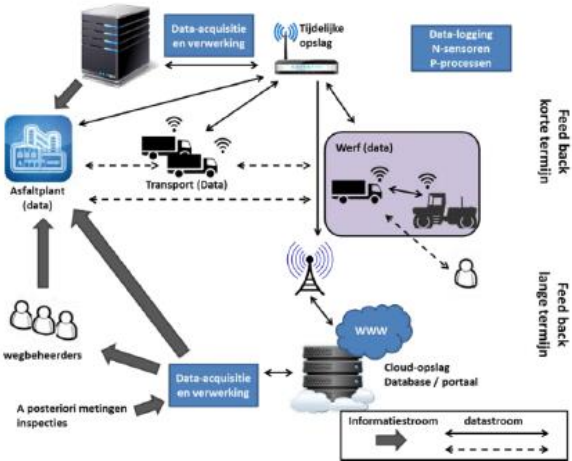 Data-acquisitie
en verwerking
Tijdelijke
opslag
Data-logging
N-sensoren
P-processen
Feed back
korte termijn
Asfaltplant
(data)
Transport (Data)
Werf (data)
Feed back
lange termijn
wegbeheerders
WWW
Data-acquisitie
en verwerking
Cloud-opslag
Database / portaal
A posteriori metingen
inspecties
Informatiestroom
datastroom